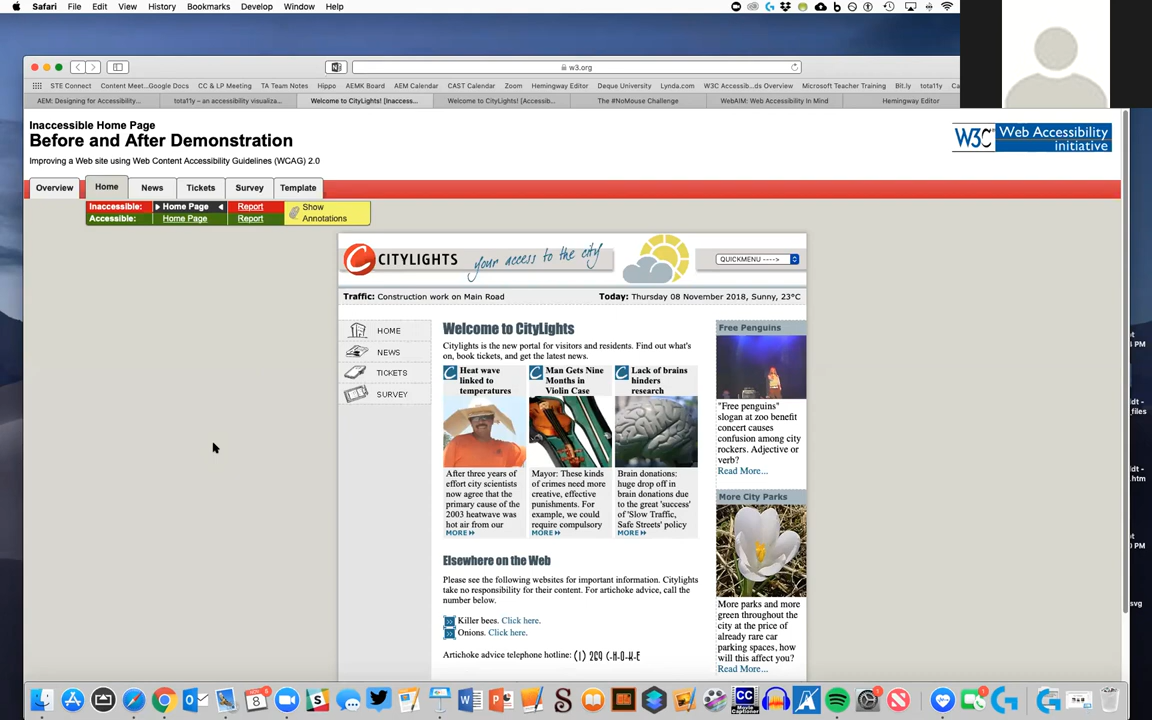 Safari File Edit View History Bookmarks Develop Window Help
w3.org
STE Connect Content Meet...Google Docs CC & LP Meeting TA Team Notes Hippo AEMK Board AEM Calendar CAST Calendar Zoom Hemingway Editor Deque University Lynda.com W3C Accessib...ds Overview Microsoft Teacher Training Bit.ly tota11y
AEM: Designing for Accessibility... tota11y – an accessibility visualiza... Welcome to CityLights! [Inaccess... Welcome to CityLights! [Accessib... The #NoMouse Challenge WebAIM: Web Accessibility In Mind Hemingway Editor
Inaccessible Home Page
Before and After Demonstration
Improving a Web site using Web Content Accessibility Guidelines (WCAG) 2.0
W3C Web Accessibility initiative
Overview Home News Tickets Survey Template
Inaccessible: Home Page Report
Accessible: Home Page Report
Show
Annotations
CITYLIGHTS your access to the city
QUICKMENU ---->
Traffic: Construction work on Main Road Today: Thursday 08 November 2018, Sunny, 23°C
HOME
NEWS
TICKETS
SURVEY
Welcome to CityLights
Citylights is the new portal for visitors and residents. Find out what's
on, book tickets, and get the latest news.
Heat wave
linked to
temperatures
After three years of
effort city scientists
now agree that the
primary cause of the
2003 heatwave was
hot air from our
MORE
Man Gets Nine
Months in
Violin Case
Mayor: These kinds
of crimes need more
creative, effective
punishments. For
example, we could
require compulsory
MORE
Lack of brains
hinders
research
Brain donations:
huge drop off in
brain donations due
to the great 'success'
of 'Slow Traffic,
Safe Streets' policy
MORE
Elsewhere on the Web
Please see the following websites for important information. Citylights
take no responsibility for their content. For artichoke advice, call the
number below.
Killer bees. Click here.
Onions. Click here.
Artichoke advice telephone hotline: (1) 2C9 C-H-O-K-E
Free Penguins
"Free penguins"
slogan at zoo benefit
concert causes
confusion among city
rockers. Adjective or
verb?
Read More...
More City Parks
More parks and more
green throughout the
city at the price of
already rare car
parking spaces, how
will this affect you?
Read More...